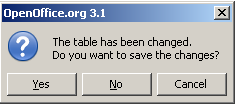 OpenOffice.org 3.1
The table has been changed.
Do you want to save the changes?
Yes No Cancel